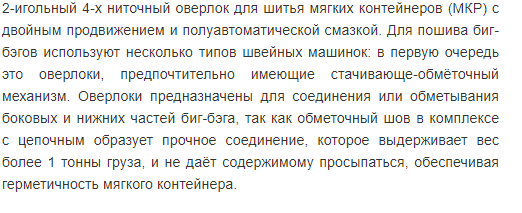 2-игольный 4-х ниточный оверлок для шитья мягких контейнеров (МКР) с
двойным продвижением и полуавтоматической смазкой. Для пошива биг-
бэгов используют несколько типов швейных машинок: в первую очередь
это оверлоки, предпочтительно имеющие стачивающе-обмёточный
механизм. Оверлоки предназначены для соединения или обметывания
боковых и нижних частей биг-бэга, так как обметочный шов в комплексе
с цепочным образует прочное соединение, которое выдерживает вес
более 1 тонны груза, и не даёт содержимому просыпаться, обеспечивая
герметичность мягкого контейнера.